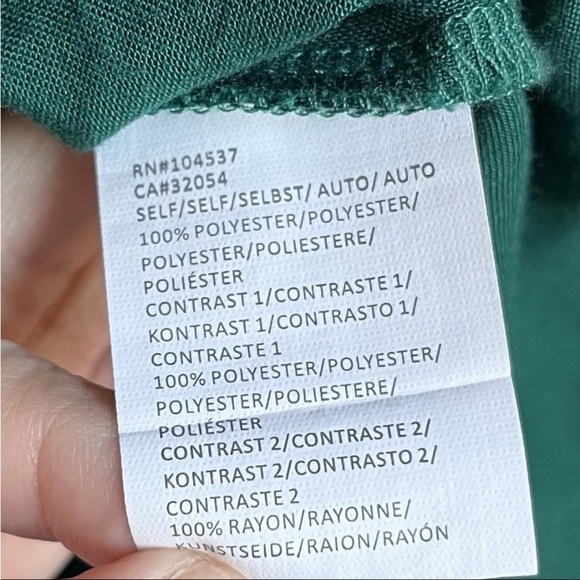 RN#104537
CA#32054
SELF/SELF/SELBST/ AUTO/ AUTO
100% POLYESTER/POLYESTER/
POLYESTER/POLIESTERE/
POLIÉSTER
CONTRAST 1/CONTRASTE 1/
KONTRAST 1/CONTRASTO 1/
CONTRASTE 1
100% POLYESTER/POLYESTER/
POLYESTER/POLIESTERE/
POLIÉSTER
CONTRAST 2/CONTRASTE 2/
KONTRAST 2/CONTRASTO 2/
CONTRASTE 2
100% RAYON/RAYONNE/
KUNSTSEIDE/RAION/RAYÓN